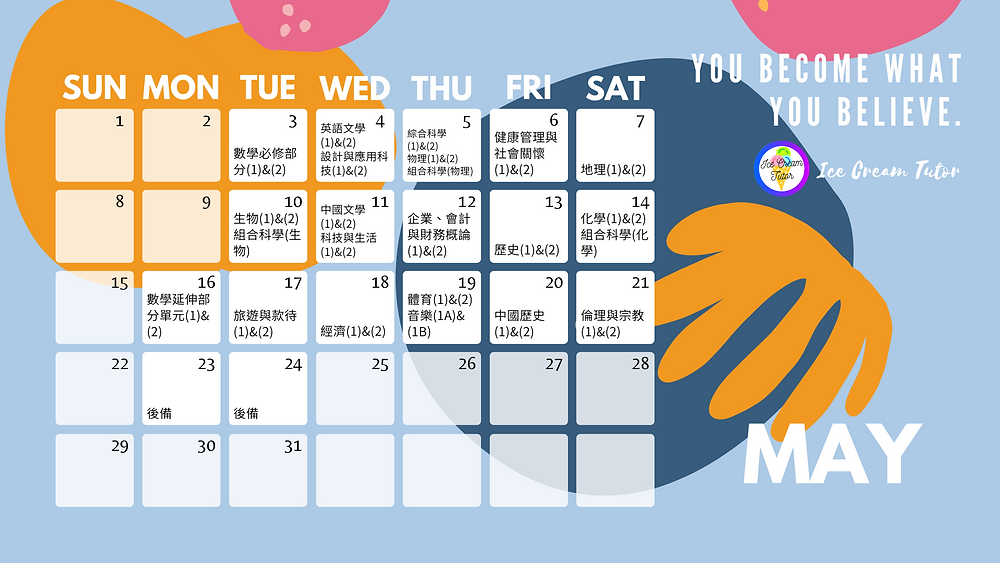 YOU BECOME WHAT
YOU BELIEVE.
Ice Cream
Tutor
Ice Cream Tutor
SUN MON TUE WED THU FRI SAT
1
2
3
數學必修部
分(1)&(2)
4
英語文學
(1)&(2)
設計與應用科
技(1)&(2)
5
綜合科學
(1)&(2)
物理(1)&(2)
組合科學(物理)
6
健康管理與
社會關懷
(1)&(2)
7
地理(1)&(2)
8
9
10
生物(1)&(2)
組合科學(生
物)
11
中國文學
(1)&(2)
科技與生活
(1)&(2)
12
企業、會計
與財務概論
(1)&(2)
13
歷史(1)&(2)
14
化學(1)&(2)
組合科學(化
學)
15
16
數學延伸部
分單元(1)&
(2)
17
旅遊與款待
(1)&(2)
18
經濟(1)&(2)
19
體育(1)&(2)
音樂(1A)&
(1B)
20
中國歷史
(1)&(2)
21
倫理與宗教
(1)&(2)
22
23
後備
24
後備
25
26
27
28
29
30
31
MAY